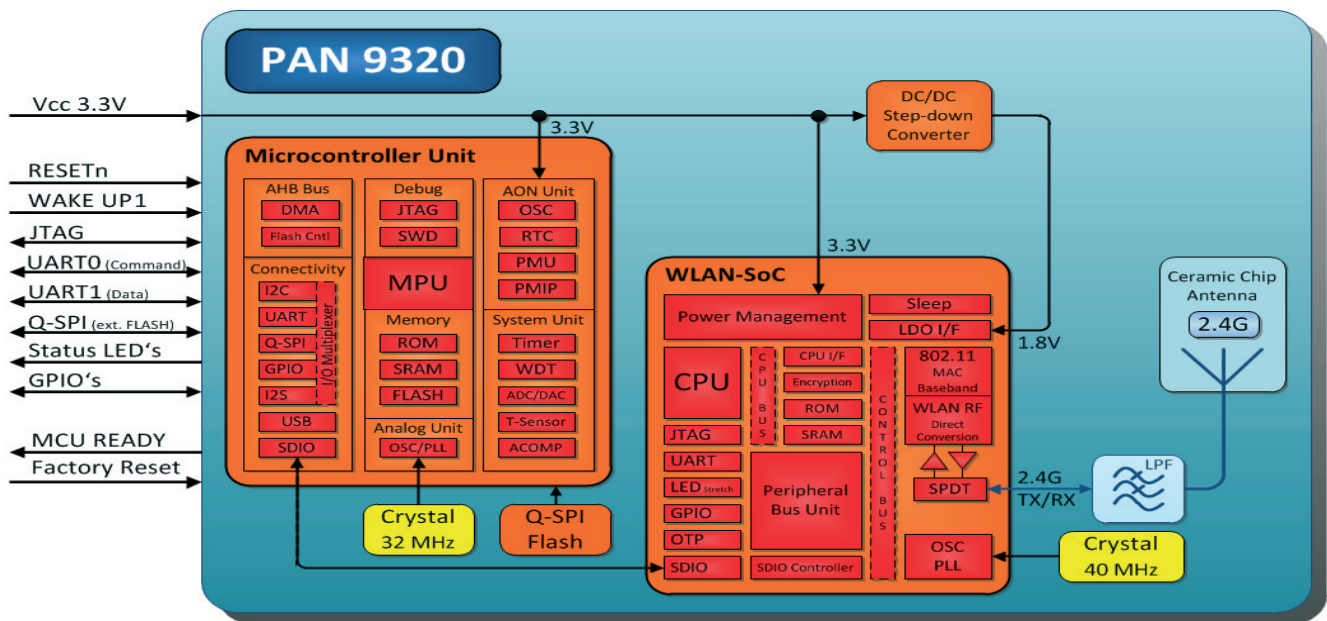 PAN 9320
Vcc 3.3V
RESETn
WAKE UP1
JTAG
UART0 (Command)
UART1 (Data)
Q-SPI (ext. FLASH)
Status LED‘s
GPIO‘s
MCU READY
Factory Reset
3.3V
Microcontroller Unit
AHB Bus
DMA
Flash Cntl
Connectivity
I2C
UART
Q-SPI
GPIO
I2S
I/O Multiplexer
USB
SDIO
Debug
JTAG
SWD
MPU
Memory
ROM
SRAM
FLASH
Analog Unit
OSC/PLL
AON Unit
OSC
RTC
PMU
PMIP
System Unit
Timer
WDT
ADC/DAC
T-Sensor
ACOMP
Crystal
32 MHz
Q-SPI
Flash
DC/DC
Step-down
Converter
3.3V
1.8V
WLAN-SoC
Power Management
Sleep
LDO I/F
CPU
CPU BUS
CPU I/F
Encryption
ROM
SRAM
CONTROL BUS
802.11
MAC
Baseband
WLAN RF
Direct
Conversion
SPDT
JTAG
UART
LED Stretch
GPIO
OTP
SDIO
Peripheral
Bus Unit
SDIO Controller
OSC
PLL
2.4G
TX/RX
LPF
Crystal
40 MHz
Ceramic Chip
Antenna
2.4G